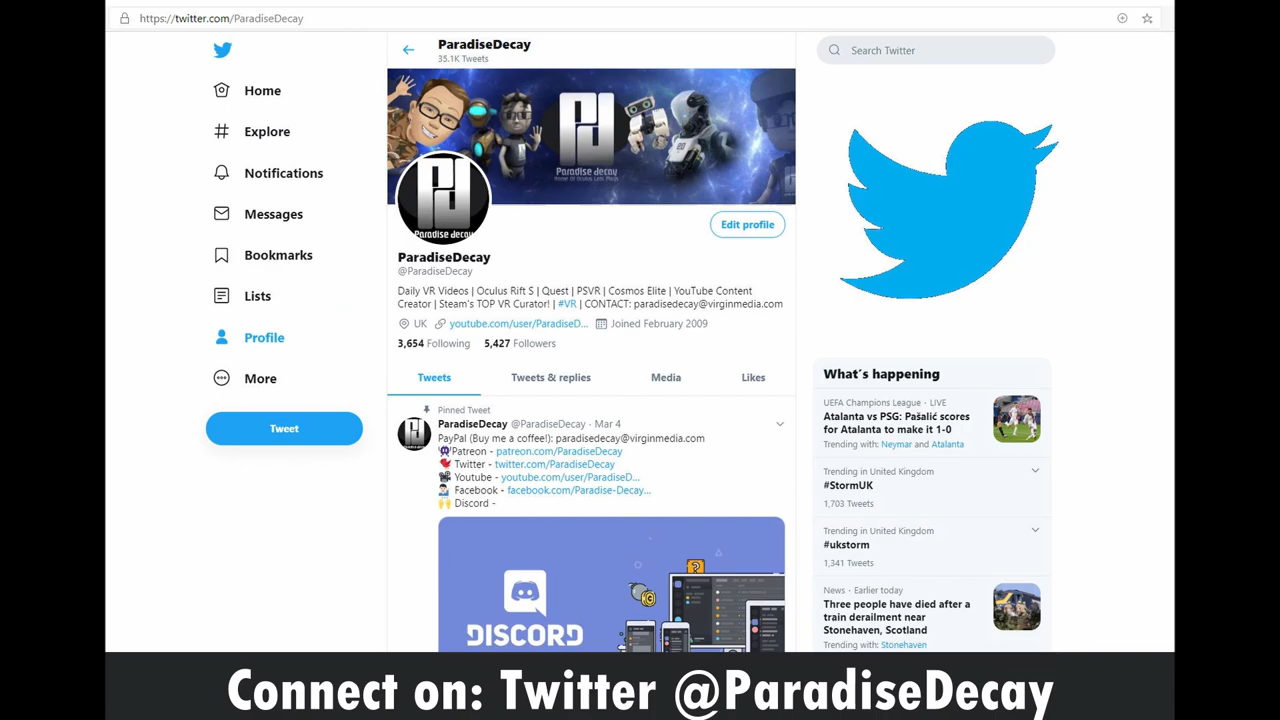 https://twitter.com/ParadiseDecay
ParadiseDecay
35.1K Tweets
Search Twitter
Home
Explore
Notifications
Messages
Bookmarks
Lists
Profile
More
Tweet
Pd
Paradise decay
Pd
Paradise decay
Edit profile
ParadiseDecay
@ParadiseDecay
Daily VR Videos | Oculus Rift S | Quest | PSVR | Cosmos Elite | YouTube Content
Creator | Steam's TOP VR Curator! | #VR | CONTACT: paradisedecay@virginmedia.com
UK youtube.com/user/ParadiseD... Joined February 2009
3,654 Following 5,427 Followers
Tweets Tweets & replies Media Likes
Pinned Tweet
ParadiseDecay @ParadiseDecay · Mar 4
PayPal (Buy me a coffee!): paradisedecay@virginmedia.com
Patreon - patreon.com/ParadiseDecay
Twitter - twitter.com/ParadiseDecay
Youtube - youtube.com/user/ParadiseD...
Facebook - facebook.com/Paradise-Decay...
Discord -
DISCORD
What's happening
UEFA Champions League · LIVE
Atalanta vs PSG: Pašalić scores
for Atalanta to make it 1-0
Trending with: Neymar and Atalanta
Trending in United Kingdom
#StormUK
1,703 Tweets
Trending in United Kingdom
#ukstorm
1,341 Tweets
News · Earlier today
Three people have died after a
train derailment near
Stonehaven, Scotland
Trending with: Stonehaven
Connect on: Twitter @ParadiseDecay